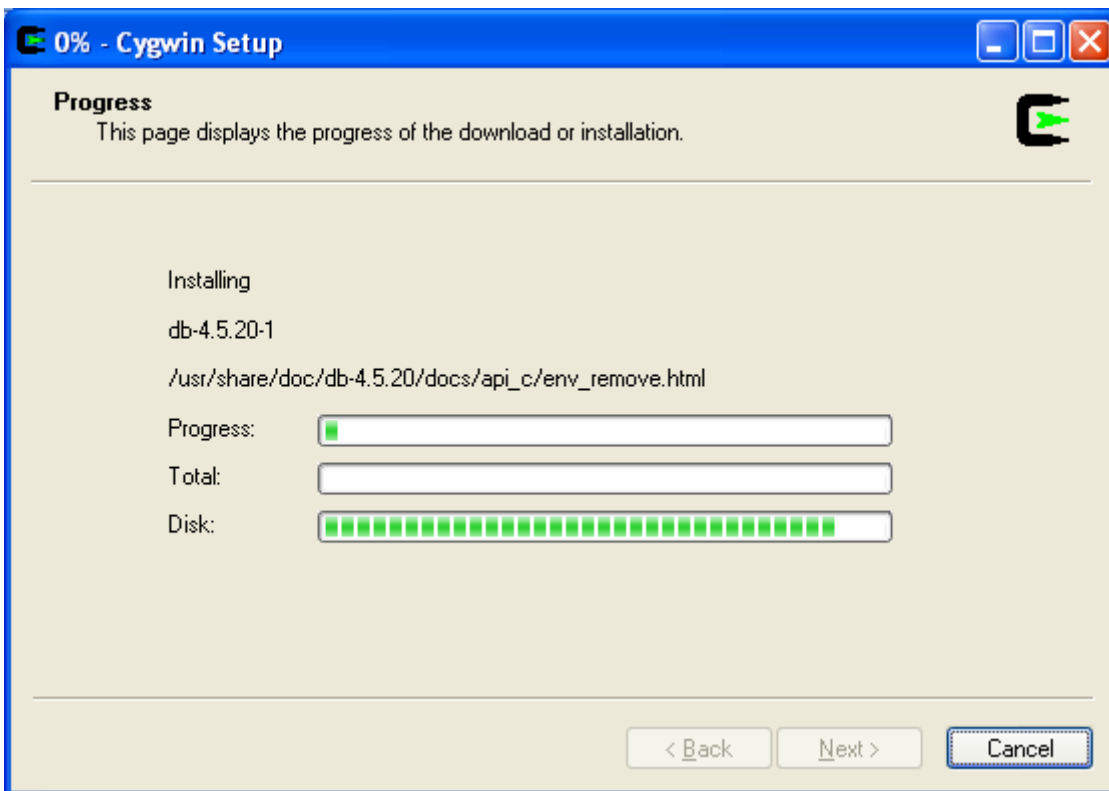 0% - Cygwin Setup
Progress
This page displays the progress of the download or installation.
Installing
db-4.5.20-1
/usr/share/doc/db-4.5.20/docs/api_c/env_remove.html
Progress:
Total:
Disk:
< Back Next > Cancel